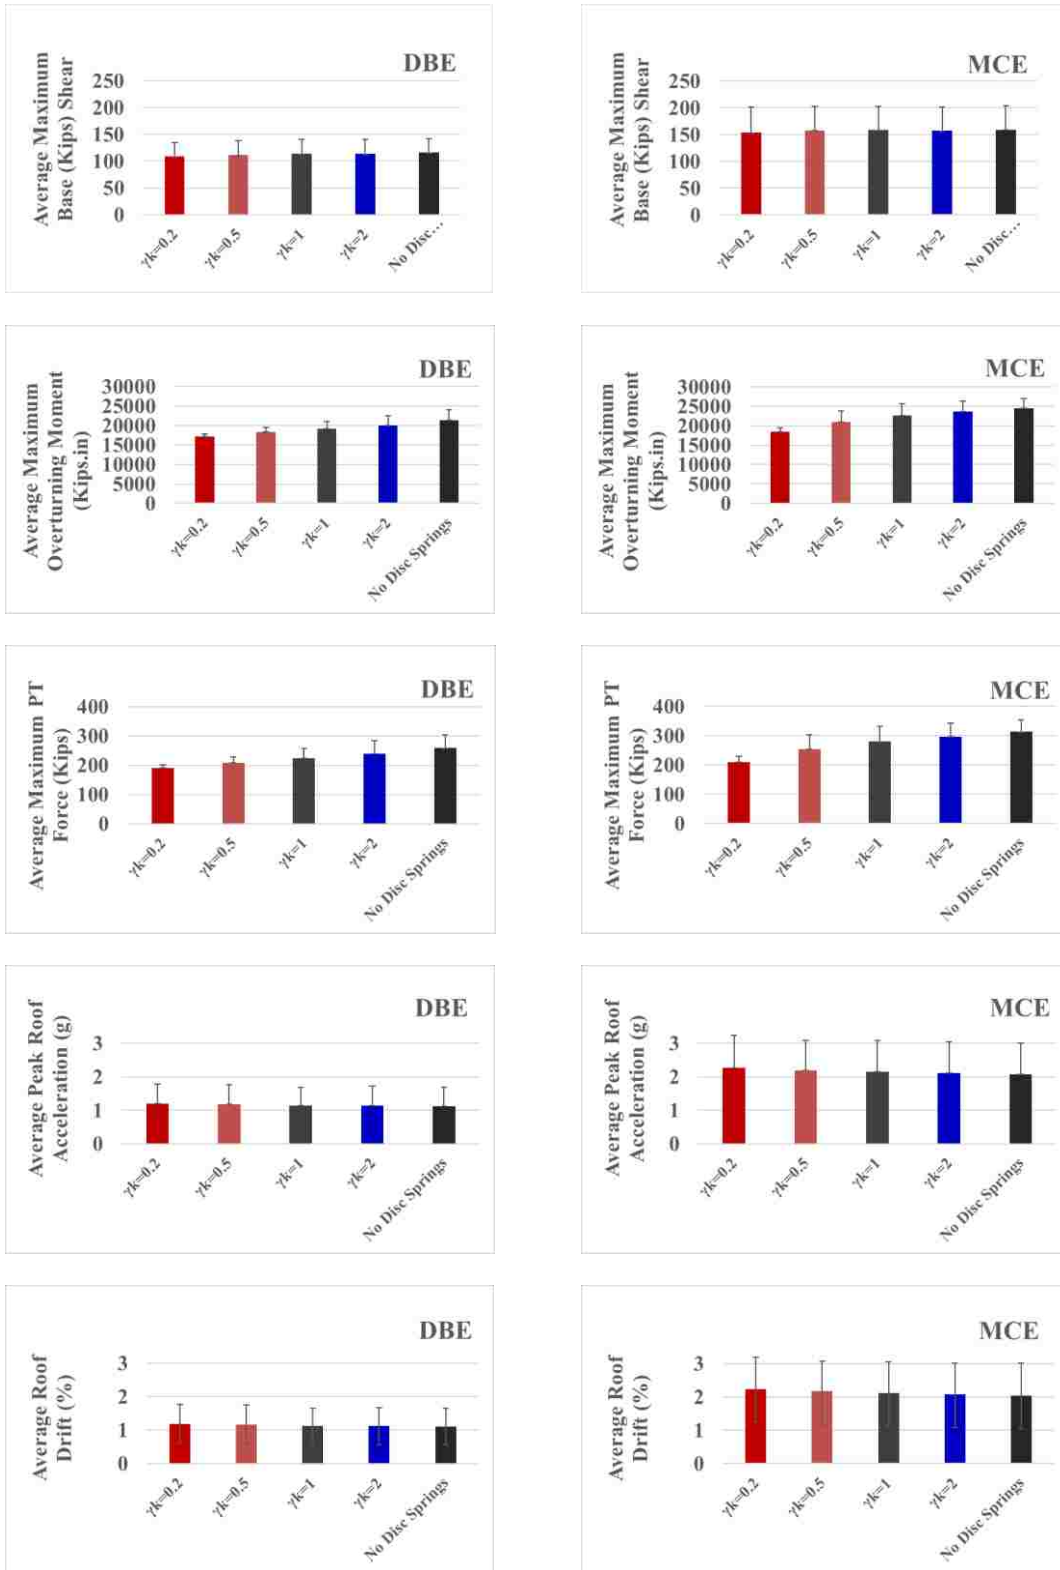 DBE
Average Maximum
Base (Kips) Shear
250
200
150
100
50
0
γk=0.2
γk=0.5
γk=1
γk=2
No Disc…
MCE
Average Maximum
Base (Kips) Shear
250
200
150
100
50
0
γk=0.2
γk=0.5
γk=1
γk=2
No Disc…
DBE
Average Maximum
Overturning Moment
(Kips.in)
30000
25000
20000
15000
10000
5000
0
γk=0.2
γk=0.5
γk=1
γk=2
No Disc Springs
MCE
Average Maximum
Overturning Moment
(Kips.in)
30000
25000
20000
15000
10000
5000
0
γk=0.2
γk=0.5
γk=1
γk=2
No Disc Springs
DBE
Average Maximum PT
Force (Kips)
400
300
200
100
0
γk=0.2
γk=0.5
γk=1
γk=2
No Disc Springs
MCE
Average Maximum PT
Force (Kips)
400
300
200
100
0
γk=0.2
γk=0.5
γk=1
γk=2
No Disc Springs
DBE
Average Peak Roof
Acceleration (g)
3
2
1
0
γk=0.2
γk=0.5
γk=1
γk=2
No Disc Springs
MCE
Average Peak Roof
Acceleration (g)
3
2
1
0
γk=0.2
γk=0.5
γk=1
γk=2
No Disc Springs
DBE
Average Roof
Drift (%)
3
2
1
0
γk=0.2
γk=0.5
γk=1
γk=2
No Disc Springs
MCE
Average Roof
Drift (%)
3
2
1
0
γk=0.2
γk=0.5
γk=1
γk=2
No Disc Springs